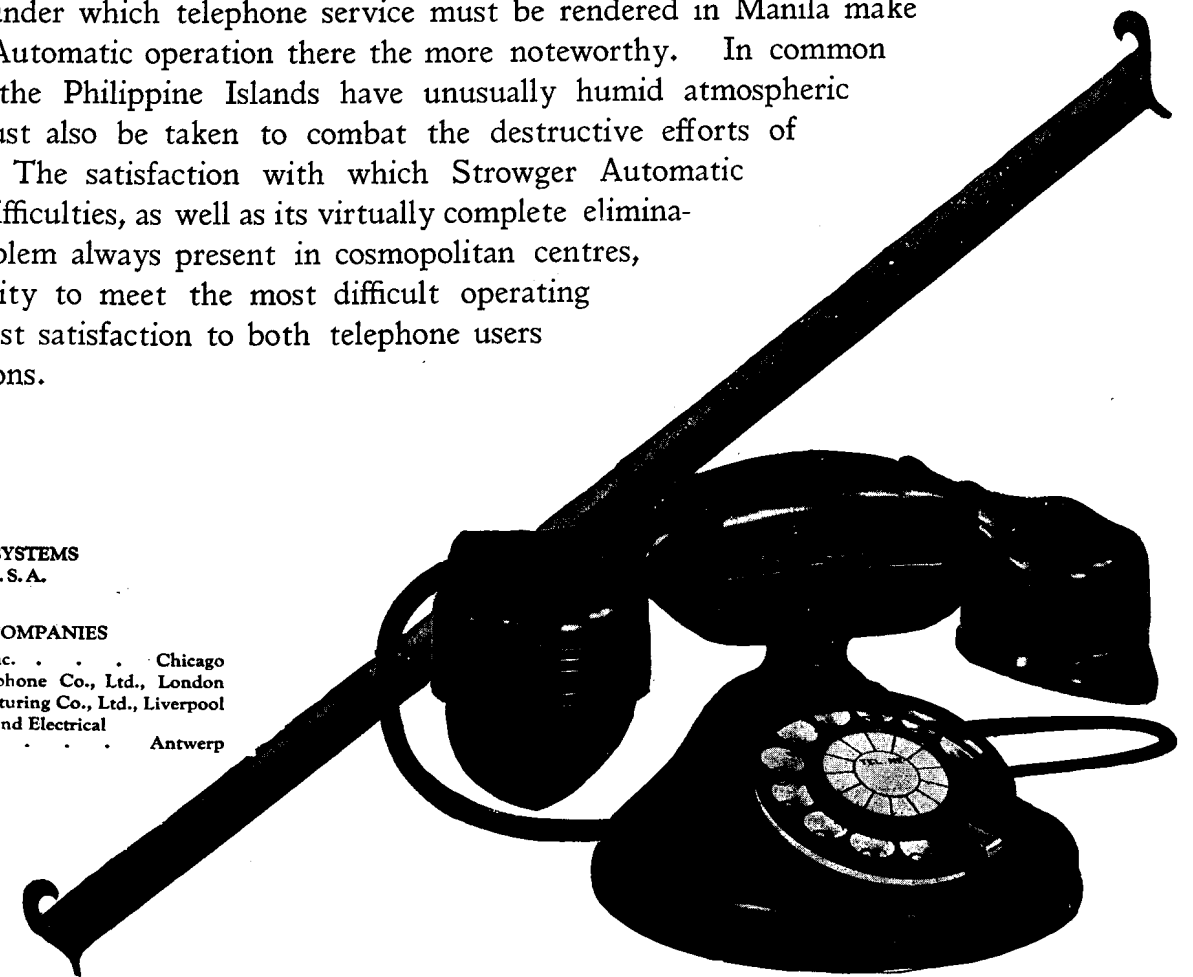 nder which telephone service must be rendered in Manila make
Automatic operation there the more noteworthy. In common
the Philippine Islands have unusually humid atmospheric
ust also be taken to combat the destructive efforts of
The satisfaction with which Strowger Automatic
ifficulties, as well as its virtually complete elimina-
blem always present in cosmopolitan centres,
ity to meet the most difficult operating
st satisfaction to both telephone users
ons.
SYSTEMS
. S. A.
OMPANIES
nc. . . . Chicago
phone Co., Ltd., London
turing Co., Ltd., Liverpool
nd Electrical
. . . Antwerp